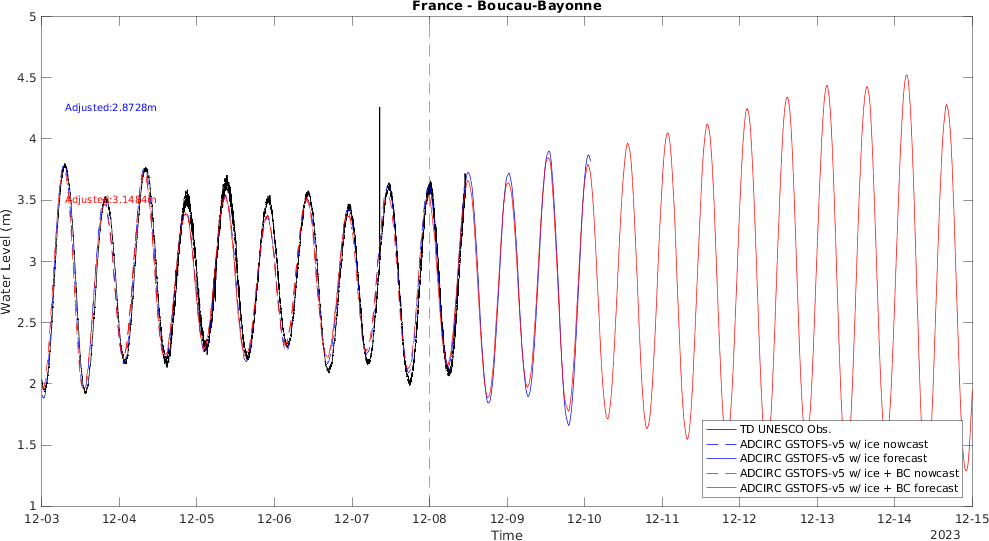 France - Boucau-Bayonne
Water Level (m)
5
4.5
4
3.5
3
2.5
2
1.5
1
Adjusted:2.8728m
Adjusted:3.1484m
TD UNESCO Obs.
ADCIRC GSTOFS-v5 w/ ice nowcast
ADCIRC GSTOFS-v5 w/ ice forecast
ADCIRC GSTOFS-v5 w/ ice + BC nowcast
ADCIRC GSTOFS-v5 w/ ice + BC forecast
12-03 12-04 12-05 12-06 12-07 12-08 12-09 12-10 12-11 12-12 12-13 12-14 12-15
Time
2023